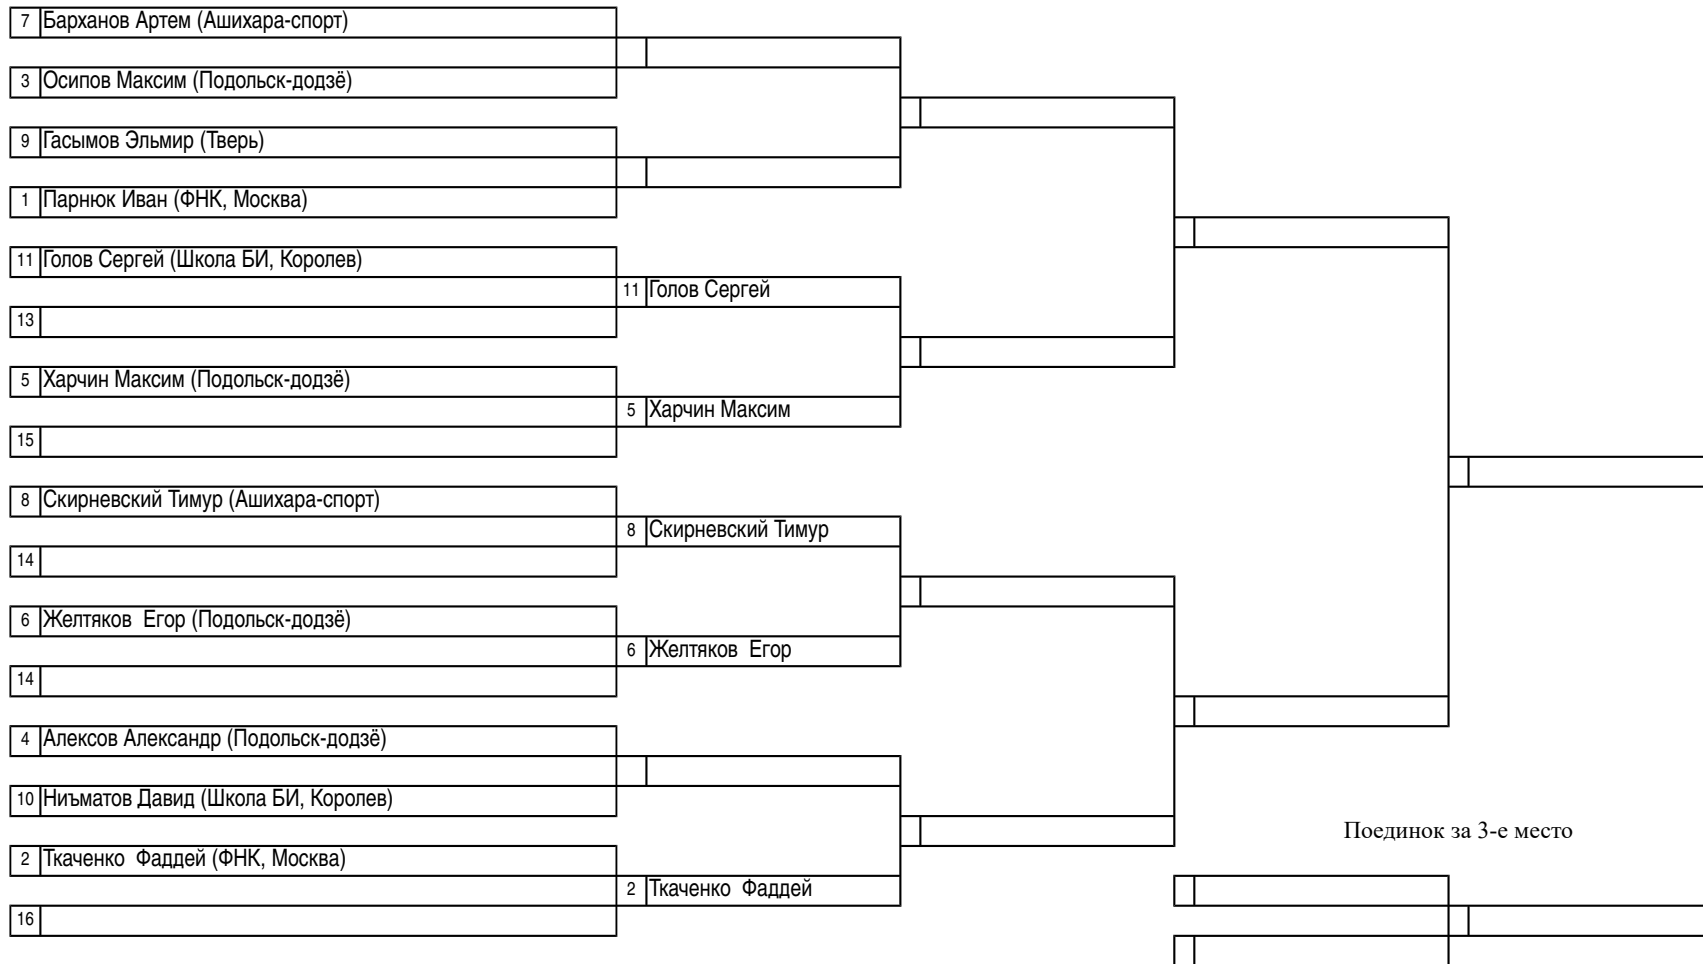 7 Барханов Артем (Ашихара-спорт)
3 Осипов Максим (Подольск-додзё)
9 Гасымов Эльмир (Тверь)
1 Парнюк Иван (ФНК, Москва)
11 Голов Сергей (Школа БИ, Королев)
11 Голов Сергей
13
5 Харчин Максим (Подольск-додзё)
5 Харчин Максим
15
8 Скирневский Тимур (Ашихара-спорт)
8 Скирневский Тимур
14
6 Желтяков  Егор (Подольск-додзё)
6 Желтяков  Егор
14
4 Алексов Александр (Подольск-додзё)
10 Ниъматов Давид (Школа БИ, Королев)
Поединок за 3-е место
2 Ткаченко  Фаддей (ФНК, Москва)
2 Ткаченко  Фаддей
16